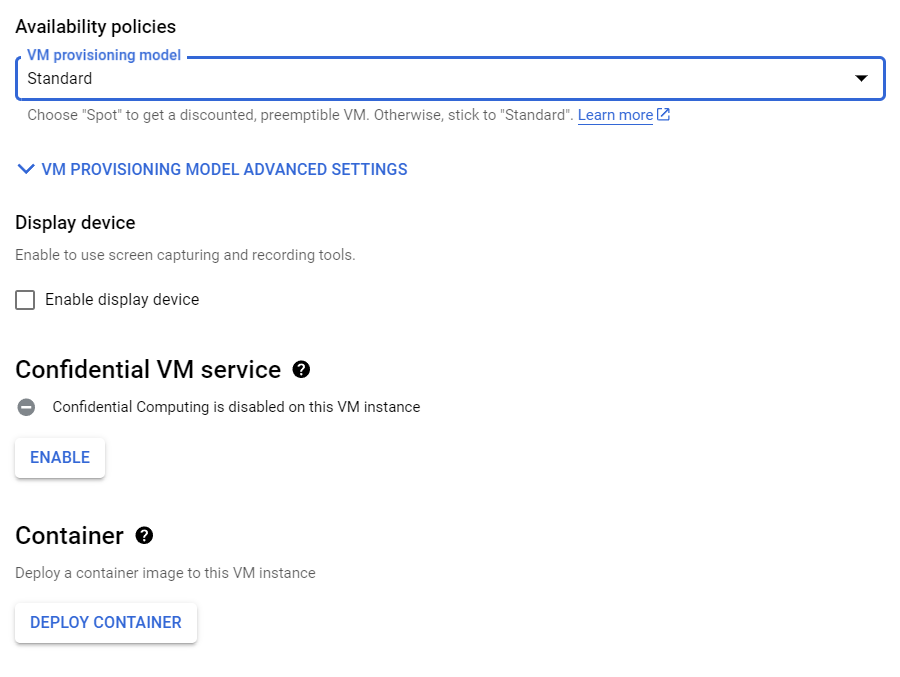 Availability policies
VM provisioning model
Standard
Choose "Spot" to get a discounted, preemptible VM. Otherwise, stick to "Standard". Learn more
VM PROVISIONING MODEL ADVANCED SETTINGS
Display device
Enable to use screen capturing and recording tools.
Enable display device
Confidential VM service
Confidential Computing is disabled on this VM instance
ENABLE
Container
Deploy a container image to this VM instance
DEPLOY CONTAINER